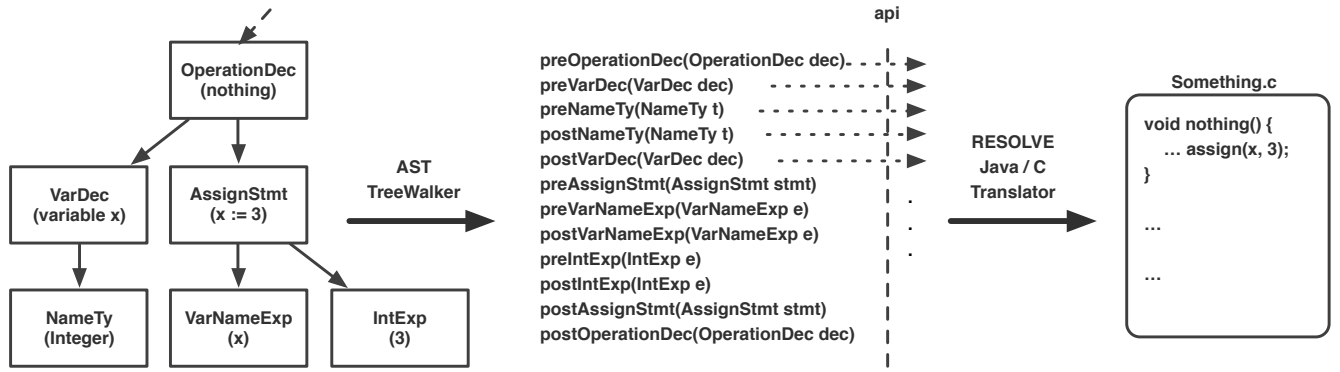 api
OperationDec
(nothing)
VarDec
(variable x)
AssignStmt
(x := 3)
NameTy
(Integer)
VarNameExp
(x)
IntExp
(3)
AST
TreeWalker
preOperationDec(OperationDec dec)
preVarDec(VarDec dec)
preNameTy(NameTy t)
postNameTy(NameTy t)
postVarDec(VarDec dec)
preAssignStmt(AssignStmt stmt)
preVarNameExp(VarNameExp e)
postVarNameExp(VarNameExp e)
preIntExp(IntExp e)
postIntExp(IntExp e)
postAssignStmt(AssignStmt stmt)
postOperationDec(OperationDec dec)
.
.
.
RESOLVE
Java / C
Translator
Something.c
void nothing() {
… assign(x, 3);
}
…
…